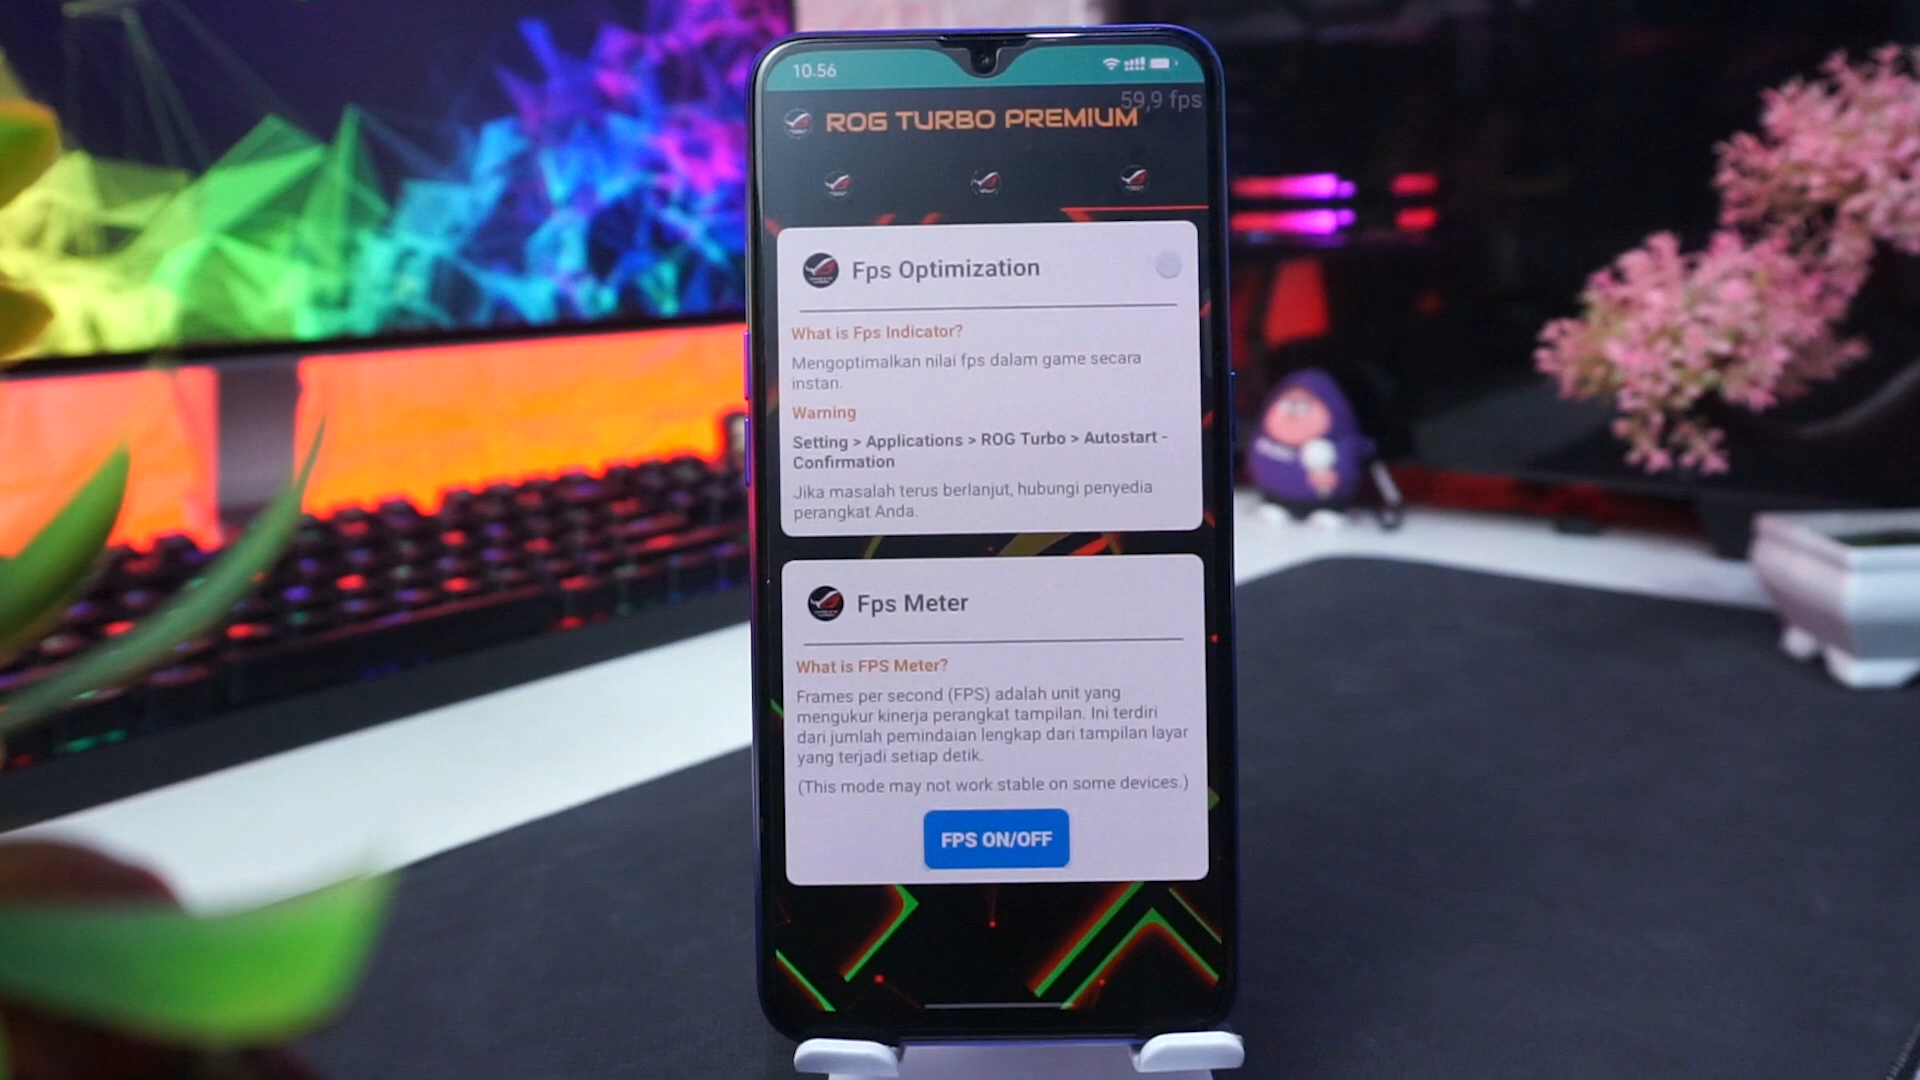 10.56
59,9 fps
ROG TURBO PREMIUM
Fps Optimization
What is Fps Indicator?
Mengoptimalkan nilai fps dalam game secara
instan.
Warning
Setting > Applications > ROG Turbo > Autostart -
Confirmation
Jika masalah terus berlanjut, hubungi penyedia
perangkat Anda.
Fps Meter
What is FPS Meter?
Frames per second (FPS) adalah unit yang
mengukur kinerja perangkat tampilan. Ini terdiri
dari jumlah pemindaian lengkap dari tampilan layar
yang terjadi setiap detik.
(This mode may not work stable on some devices.)
FPS ON/OFF